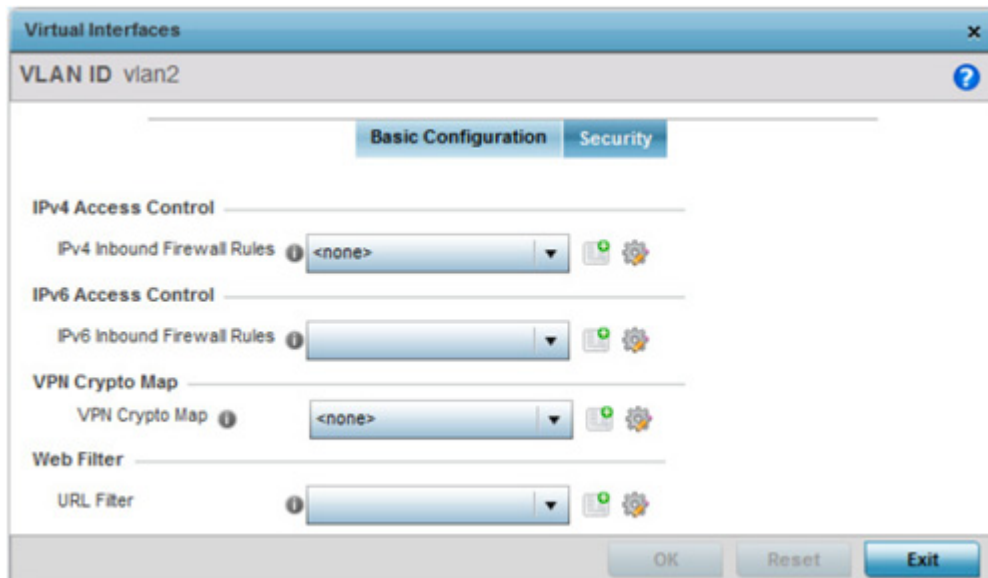 Virtual Interfaces
VLAN ID vlan2
Basic Configuration Security
IPv4 Access Control
IPv4 Inbound Firewall Rules <none>
IPv6 Access Control
IPv6 Inbound Firewall Rules
VPN Crypto Map
VPN Crypto Map <none>
Web Filter
URL Filter
OK Reset Exit